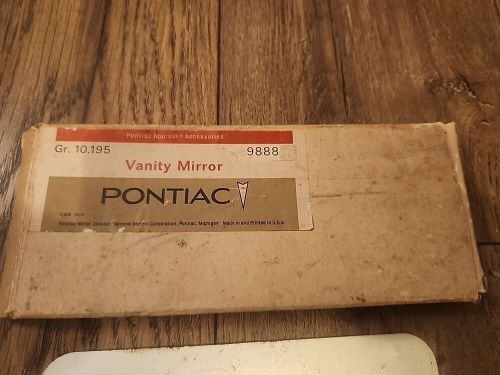 Pontiac Approved Accessories
Gr. 10.195 9888
Vanity Mirror
PONTIAC
Pontiac Motor Division, General Motors Corporation, Pontiac, Michigan - Made and Printed in U.S.A.